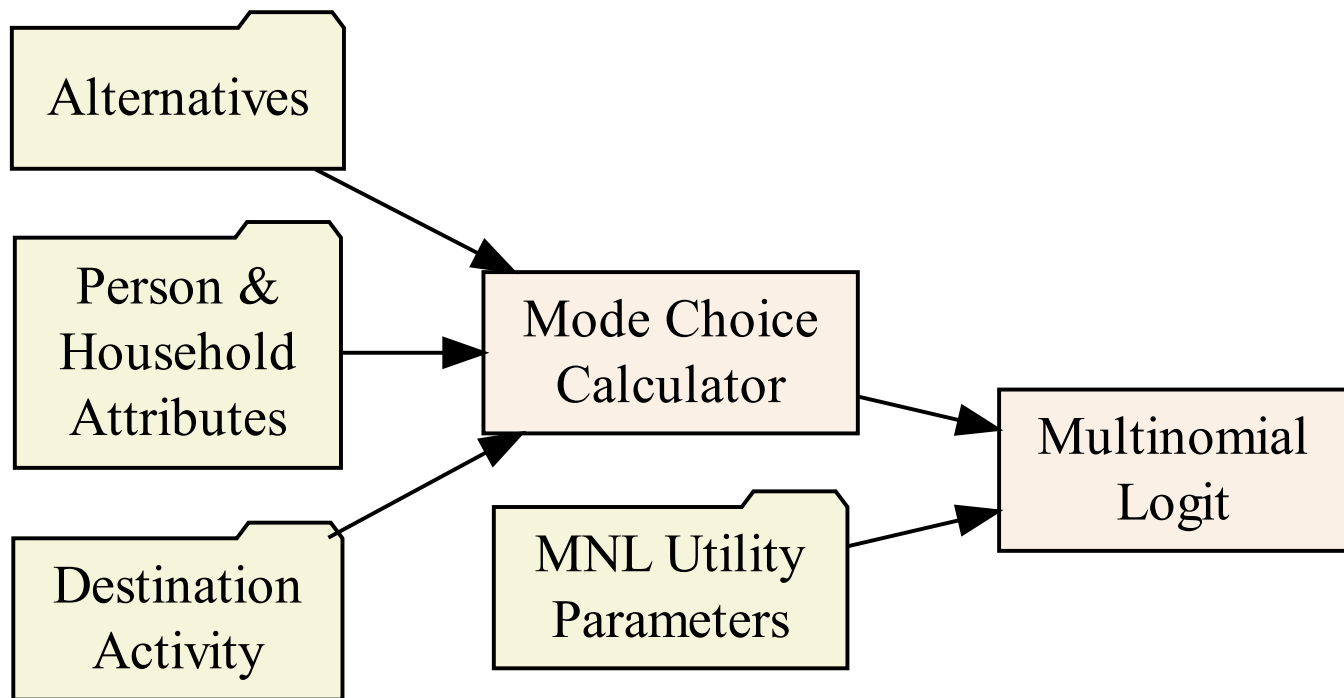 Alternatives
Person &
Household
Attributes
Destination
Activity
Mode Choice
Calculator
MNL Utility
Parameters
Multinomial
Logit